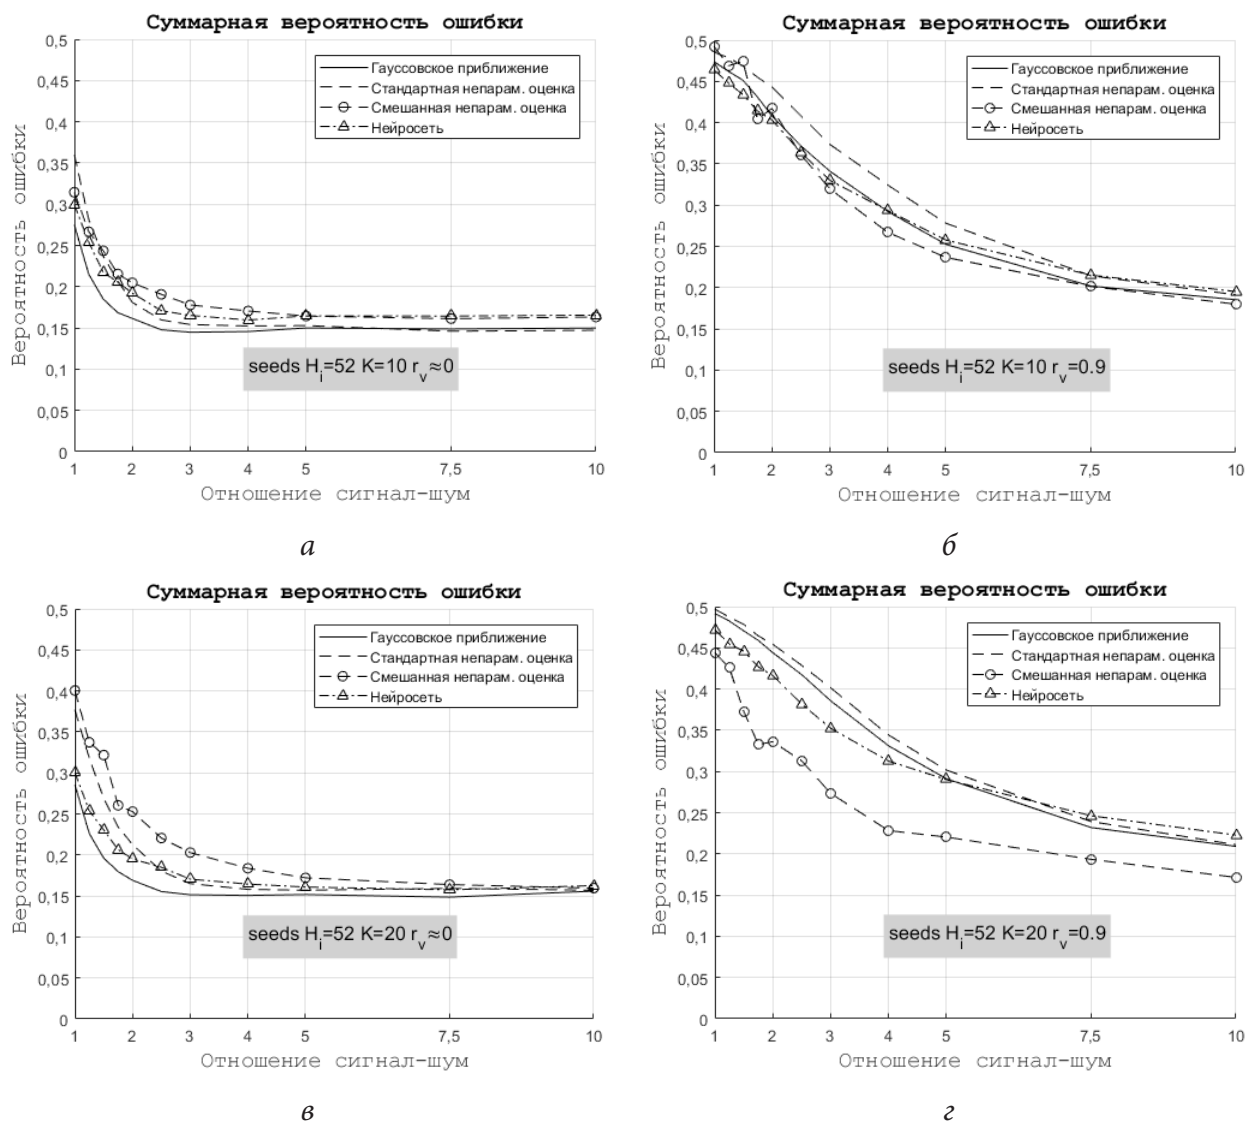 Суммарная вероятность ошибки
Вероятность ошибки
0,5
0,45
0,4
0,35
0,3
0,25
0,2
0,15
0,1
0,05
0
Гауссовское приближение
Стандартная непарам. оценка
Смешанная непарам. оценка
Нейросеть
seeds H_i=52 K=10 r_v≈0
1 2 3 4 5 7,5 10
Отношение сигнал-шум
а
Суммарная вероятность ошибки
Вероятность ошибки
0,5
0,45
0,4
0,35
0,3
0,25
0,2
0,15
0,1
0,05
0
Гауссовское приближение
Стандартная непарам. оценка
Смешанная непарам. оценка
Нейросеть
seeds H_i=52 K=10 r_v=0.9
1 2 3 4 5 7,5 10
Отношение сигнал-шум
б
Суммарная вероятность ошибки
Вероятность ошибки
0,5
0,45
0,4
0,35
0,3
0,25
0,2
0,15
0,1
0,05
0
Гауссовское приближение
Стандартная непарам. оценка
Смешанная непарам. оценка
Нейросеть
seeds H_i=52 K=20 r_v≈0
1 2 3 4 5 7,5 10
Отношение сигнал-шум
в
Суммарная вероятность ошибки
Вероятность ошибки
0,5
0,45
0,4
0,35
0,3
0,25
0,2
0,15
0,1
0,05
0
Гауссовское приближение
Стандартная непарам. оценка
Смешанная непарам. оценка
Нейросеть
seeds H_i=52 K=20 r_v=0.9
1 2 3 4 5 7,5 10
Отношение сигнал-шум
г